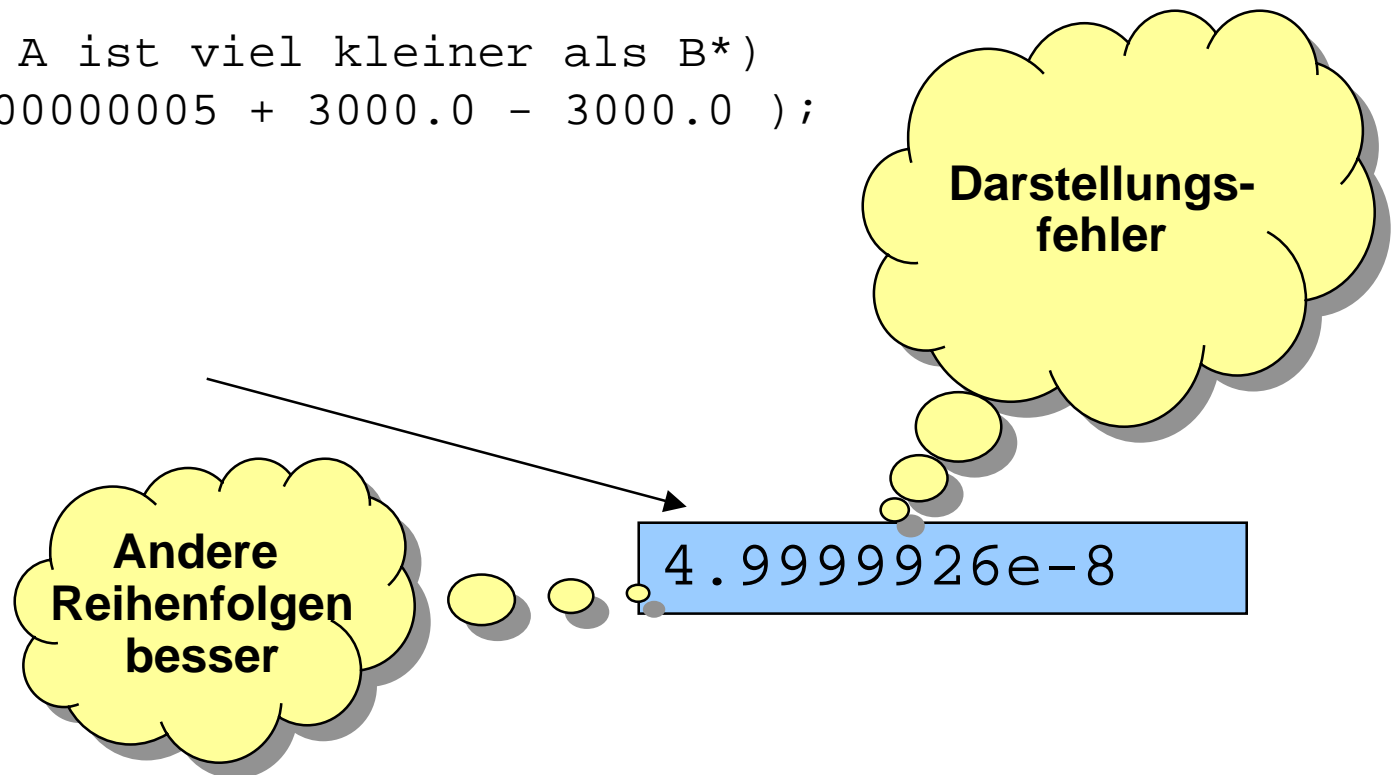 A ist viel kleiner als B*)
00000005 + 3000.0 - 3000.0 );
Darstellungs-
fehler
4.9999926e-8
Andere
Reihenfolgen
besser